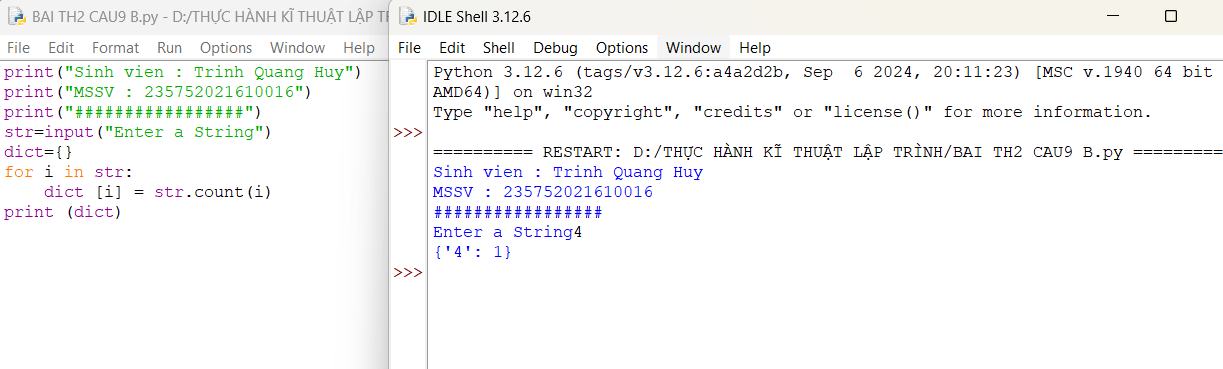 BAI TH2 CAU9 B.py - D:/THỰC HÀNH KĨ THUẬT LẬP TR
File Edit Format Run Options Window Help
print("Sinh vien : Trinh Quang Huy")
print("MSSV : 235752021610016")
print("#################")
str=input("Enter a String")
dict={}
for i in str:
    dict [i] = str.count(i)
print (dict)
IDLE Shell 3.12.6
File Edit Shell Debug Options Window Help
Python 3.12.6 (tags/v3.12.6:a4a2d2b, Sep  6 2024, 20:11:23) [MSC v.1940 64 bit
AMD64)] on win32
Type "help", "copyright", "credits" or "license()" for more information.
>>>
========== RESTART: D:/THỰC HÀNH KĨ THUẬT LẬP TRÌNH/BAI TH2 CAU9 B.py =========
Sinh vien : Trinh Quang Huy
MSSV : 235752021610016
#################
Enter a String4
{'4': 1}
>>>